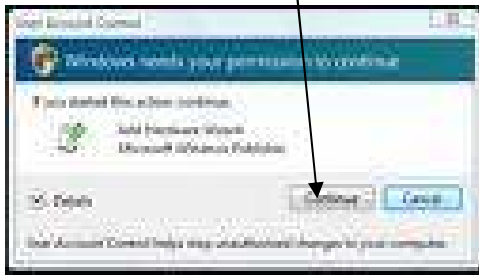 User Account Control
Windows needs your permission to continue
If you started this action, continue.
Add Hardware Wizard
Microsoft Windows Publisher
Details
Continue
Cancel
User Account Control helps stop unauthorized changes to your computer.